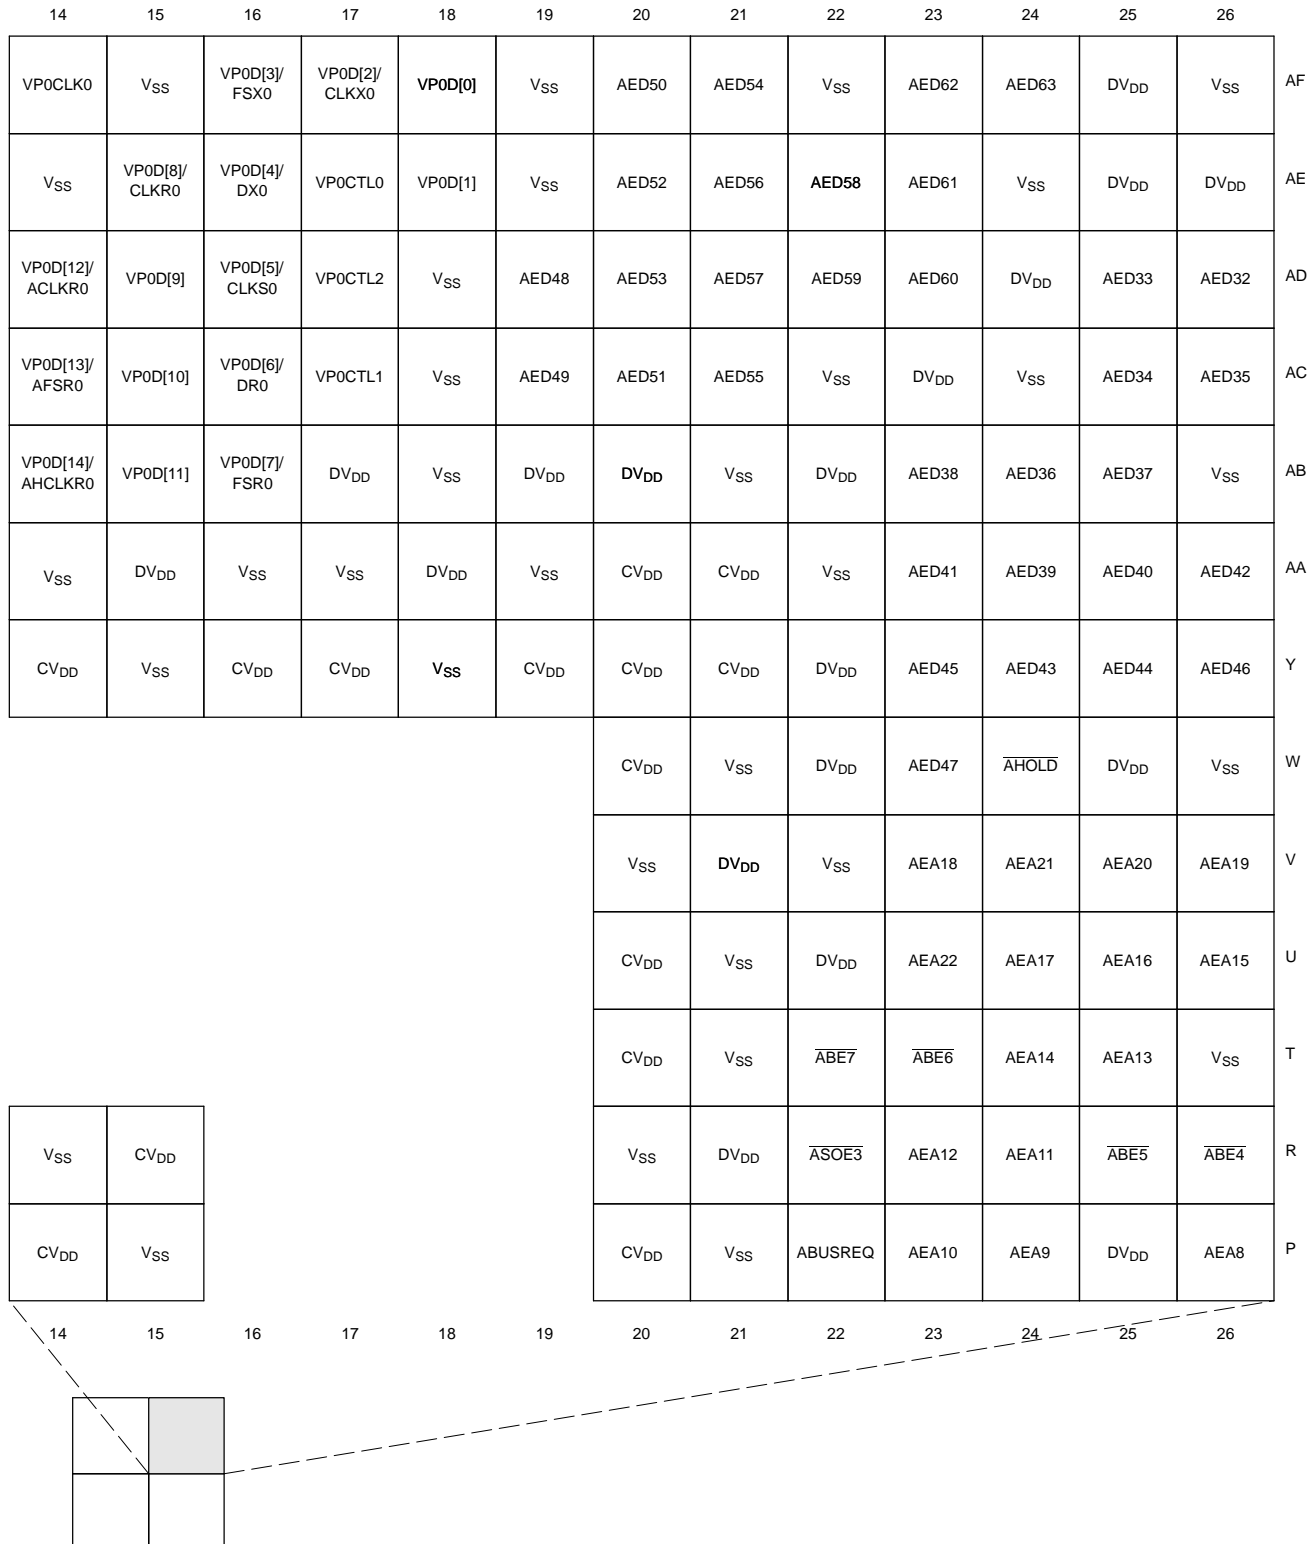 14 15 16 17 18 19 20 21 22 23 24 25 26
VP0CLK0 VSS VP0D[3]/ FSX0 VP0D[2]/ CLKX0 VP0D[0] VSS AED50 AED54 VSS AED62 AED63 DVDD VSS AF
VSS VP0D[8]/ CLKR0 VP0D[4]/ DX0 VP0CTL0 VP0D[1] VSS AED52 AED56 AED58 AED61 VSS DVDD DVDD AE
VP0D[12]/ ACLKR0 VP0D[9] VP0D[5]/ CLKS0 VP0CTL2 VSS AED48 AED53 AED57 AED59 AED60 DVDD AED33 AED32 AD
VP0D[13]/ AFSR0 VP0D[10] VP0D[6]/ DR0 VP0CTL1 VSS AED49 AED51 AED55 VSS DVDD VSS AED34 AED35 AC
VP0D[14]/ AHCLKR0 VP0D[11] VP0D[7]/ FSR0 DVDD VSS DVDD DVDD VSS DVDD AED38 AED36 AED37 VSS AB
VSS DVDD VSS VSS DVDD VSS CVDD CVDD VSS AED41 AED39 AED40 AED42 AA
CVDD VSS CVDD CVDD VSS CVDD CVDD CVDD DVDD AED45 AED43 AED44 AED46 Y
CVDD VSS DVDD AED47 AHOLD DVDD VSS W
VSS DVDD VSS AEA18 AEA21 AEA20 AEA19 V
CVDD VSS DVDD AEA22 AEA17 AEA16 AEA15 U
CVDD VSS ABE7 ABE6 AEA14 AEA13 VSS T
VSS CVDD VSS DVDD ASOE3 AEA12 AEA11 ABE5 ABE4 R
CVDD VSS CVDD VSS ABUSREQ AEA10 AEA9 DVDD AEA8 P
14 15 16 17 18 19 20 21 22 23 24 25 26